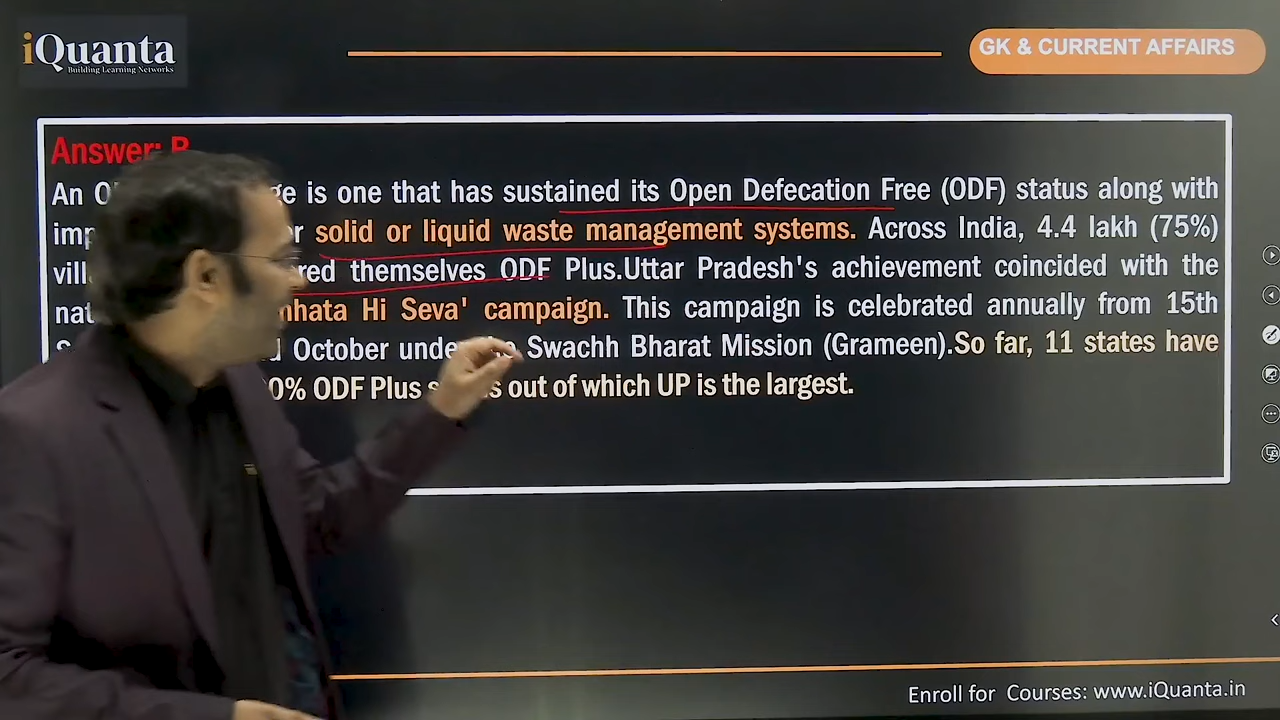 iQuanta
Building Learning Networks
GK & CURRENT AFFAIRS
Answer: B
An is one that has sustained its Open Defecation Free (ODF) status along with
solid or liquid waste management systems. Across India, 4.4 lakh (75%)
themselves ODF Plus.Uttar Pradesh's achievement coincided with the
Hi Seva' campaign. This campaign is celebrated annually from 15th
October under Swachh Bharat Mission (Grameen).So far, 11 states have
ODF Plus out of which UP is the largest.
Enroll for Courses: www.iQuanta.in